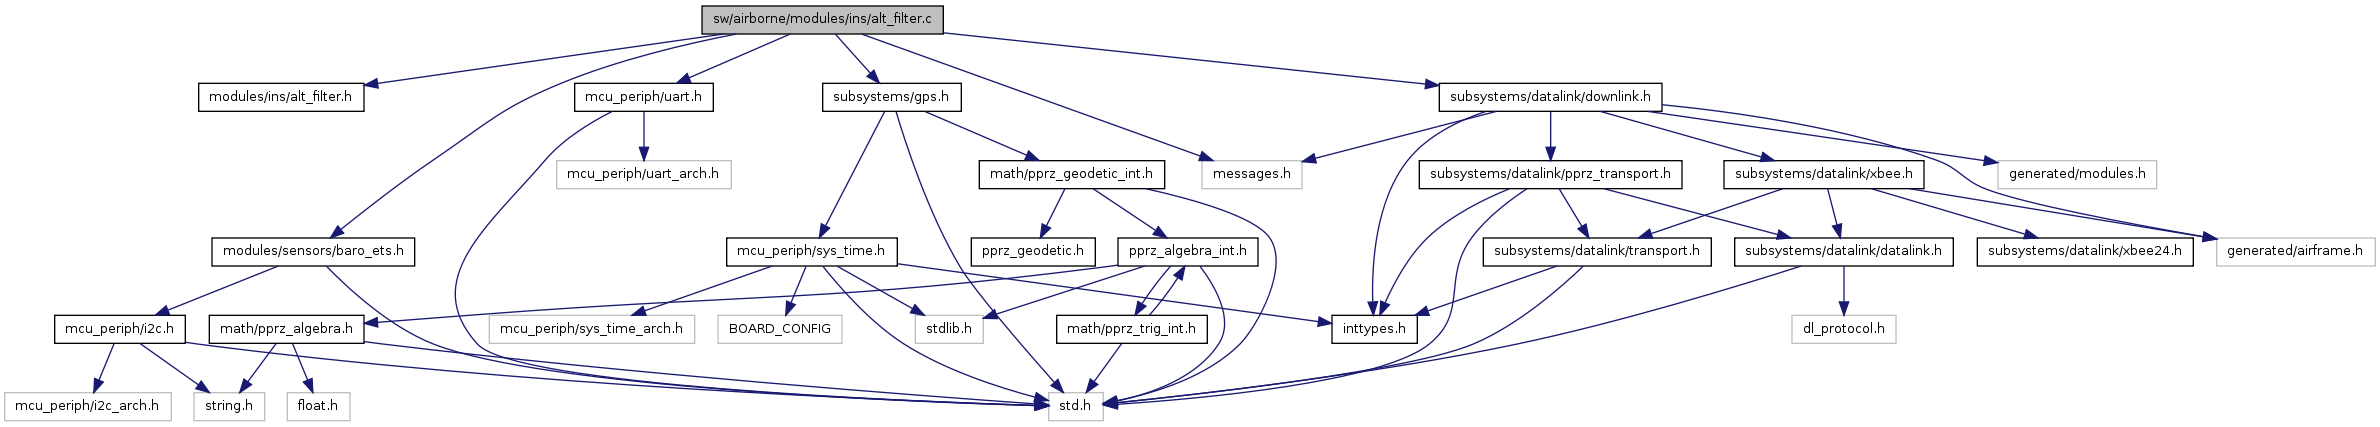 sw/airborne/modules/ins/alt_filter.c
modules/ins/alt_filter.h
mcu_periph/uart.h
subsystems/gps.h
subsystems/datalink/downlink.h
mcu_periph/uart_arch.h
math/pprz_geodetic_int.h
messages.h
subsystems/datalink/pprz_transport.h
subsystems/datalink/xbee.h
generated/modules.h
modules/sensors/baro_ets.h
mcu_periph/sys_time.h
pprz_geodetic.h
pprz_algebra_int.h
subsystems/datalink/transport.h
subsystems/datalink/datalink.h
subsystems/datalink/xbee24.h
generated/airframe.h
mcu_periph/i2c.h
math/pprz_algebra.h
mcu_periph/sys_time_arch.h
BOARD_CONFIG
stdlib.h
math/pprz_trig_int.h
inttypes.h
dl_protocol.h
mcu_periph/i2c_arch.h
string.h
float.h
std.h